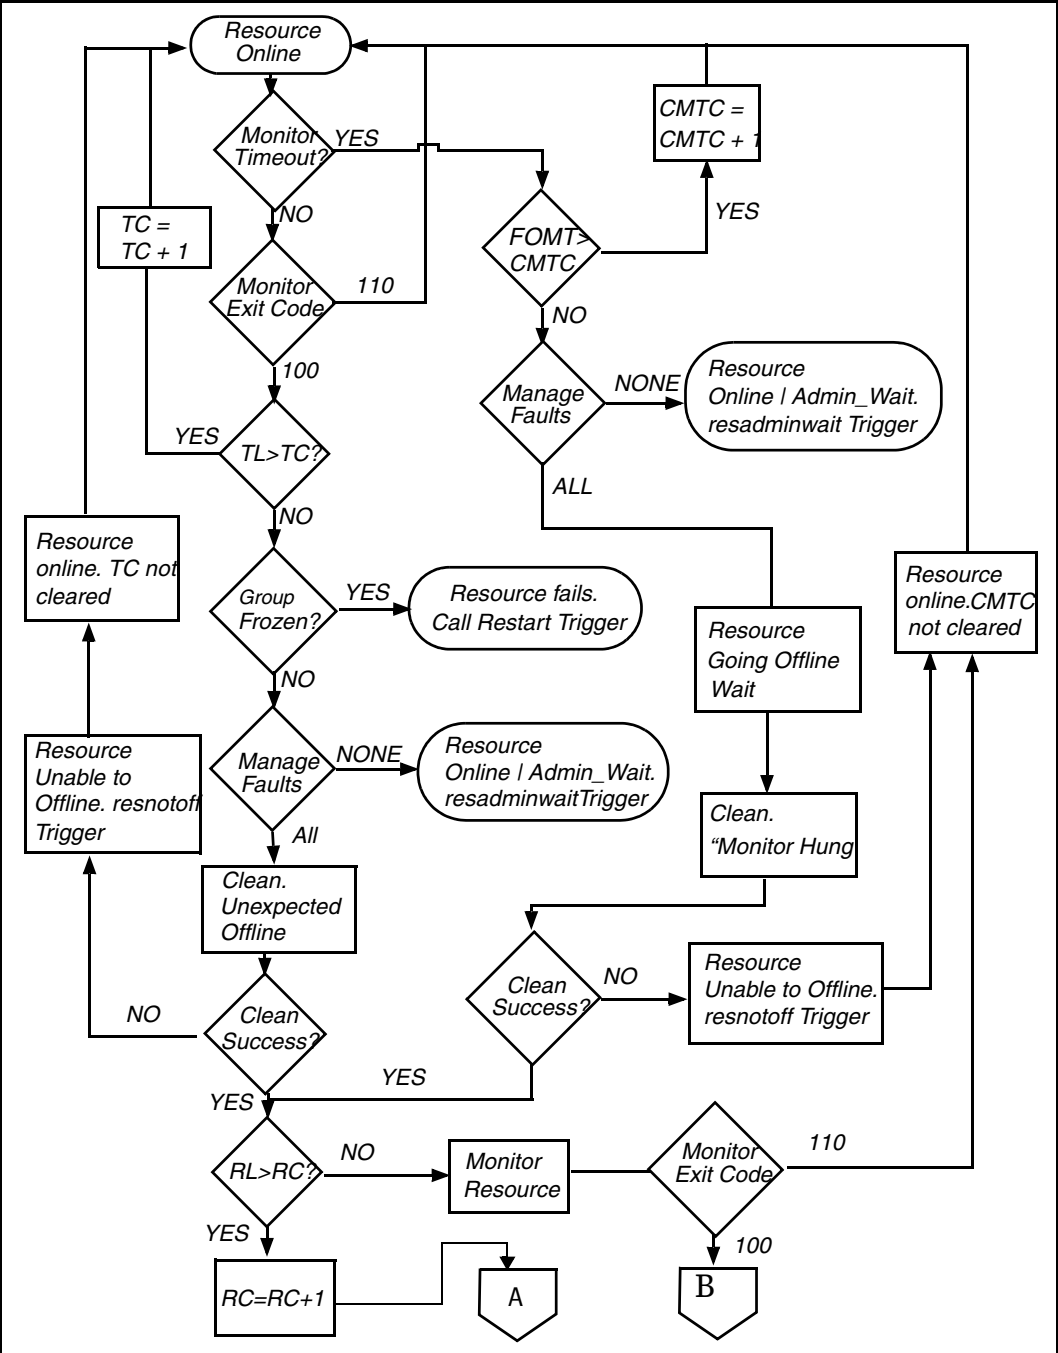 Resource
Online
Monitor
Timeout?
YES
NO
CMTC =
CMTC + 1
YES
TC =
TC + 1
FOMT>
CMTC
Monitor
Exit Code
110
NO
100
Manage
Faults
NONE
Resource
Online | Admin_Wait.
resadminwait Trigger
YES
TL>TC?
ALL
NO
Resource
online. TC not
cleared
Group
Frozen?
YES
Resource fails.
Call Restart Trigger
Resource
online.CMTC
not cleared
Resource
Going Offline
Wait
NO
Resource
Unable to
Offline. resnotoff
Trigger
Manage
Faults
NONE
Resource
Online | Admin_Wait.
resadminwaitTrigger
Clean.
“Monitor Hung
All
Clean.
Unexpected
Offline
Clean
Success?
NO
Resource
Unable to Offline.
resnotoff Trigger
NO
Clean
Success?
YES
YES
RL>RC?
NO
Monitor
Resource
Monitor
Exit Code
110
YES
100
RC=RC+1
A
B